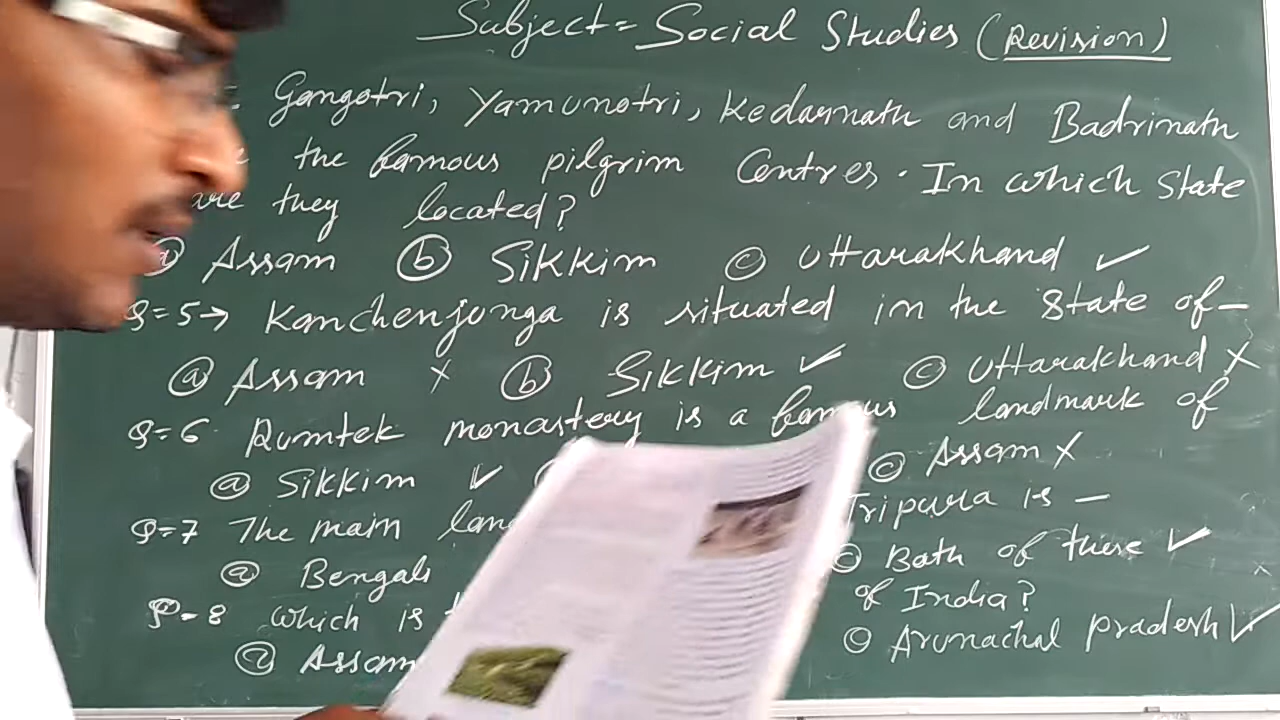 Subject = Social Studies (Revision)
Gangotri, Yamunotri, Kedarnath and Badrinath
the famous pilgrim Centres. In which State
are they located?
ⓐ Assam ⓑ Sikkim ⓒ Uttarakhand ✓
Q=5→ Kanchenjunga is situated in the State of –
ⓐ Assam × ⓑ Sikkim ✓ ⓒ Uttarakhand ×
Q=6 Rumtek monastery is a famous landmark of
ⓐ Sikkim ✓ ⓒ Assam ×
Q=7 The main Tripura is –
ⓐ Bengali ⓒ Both of these ✓
Q=8 which is of India?
ⓐ Assam ⓒ Arunachal pradesh ✓